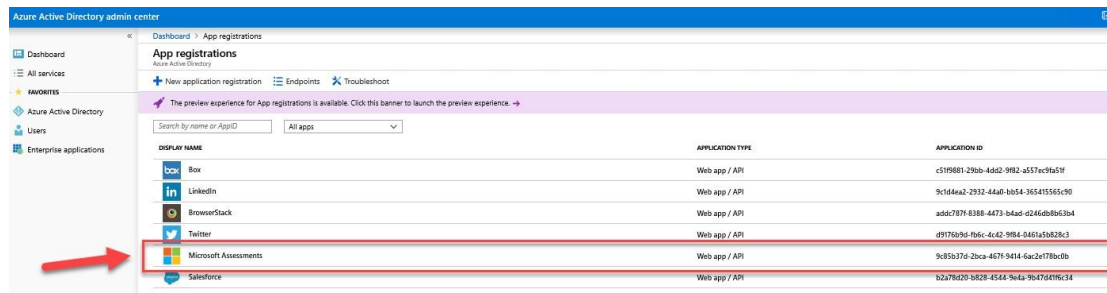 Azure Active Directory admin center
«
Dashboard > App registrations
Dashboard
All services
FAVORITES
Azure Active Directory
Users
Enterprise applications
App registrations
Azure Active Directory
New application registration Endpoints Troubleshoot
The preview experience for App registrations is available. Click this banner to launch the preview experience. →
Search by name or AppID All apps
DISPLAY NAME APPLICATION TYPE APPLICATION ID
box Box Web app / API c51f9881-29bb-4dd2-9f82-a557ec9fa51f
in LinkedIn Web app / API 9c1d4ea2-2932-44a0-bb54-365415565c90
BrowserStack Web app / API addc787f-8388-4473-b4ad-d246db8b63b4
Twitter Web app / API d9176b9d-fb6c-4c42-9f84-0461a5b828c3
Microsoft Assessments Web app / API 9c85b37d-2bca-467f-9414-6ac2e178bc0b
Salesforce Web app / API b2a78d20-b828-4544-9e4a-9b47d41f6c34